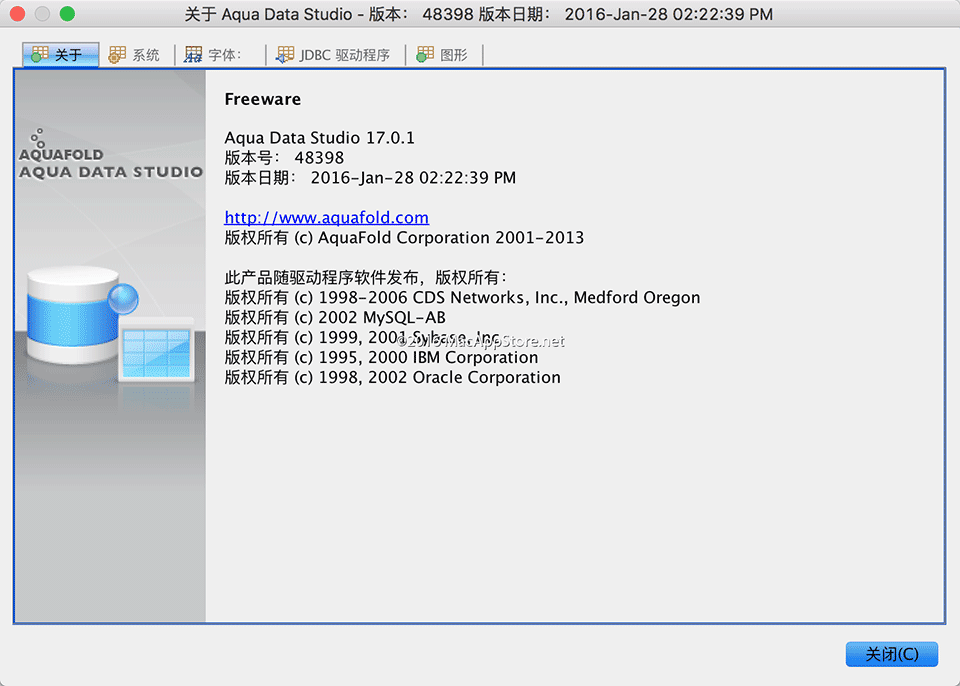 关于 Aqua Data Studio - 版本： 48398 版本日期： 2016-Jan-28 02:22:39 PM
关于 系统 字体： JDBC 驱动程序 图形
AQUAFOLD
AQUA DATA STUDIO
Freeware
Aqua Data Studio 17.0.1
版本号： 48398
版本日期： 2016-Jan-28 02:22:39 PM
http://www.aquafold.com
版权所有 (c) AquaFold Corporation 2001-2013
此产品随驱动程序软件发布，版权所有：
版权所有 (c) 1998-2006 CDS Networks, Inc., Medford Oregon
版权所有 (c) 2002 MySQL-AB
版权所有 (c) 1999, 2001 Sybase, Inc.
©2016 MacAppStore.net
版权所有 (c) 1995, 2000 IBM Corporation
版权所有 (c) 1998, 2002 Oracle Corporation
关闭(C)